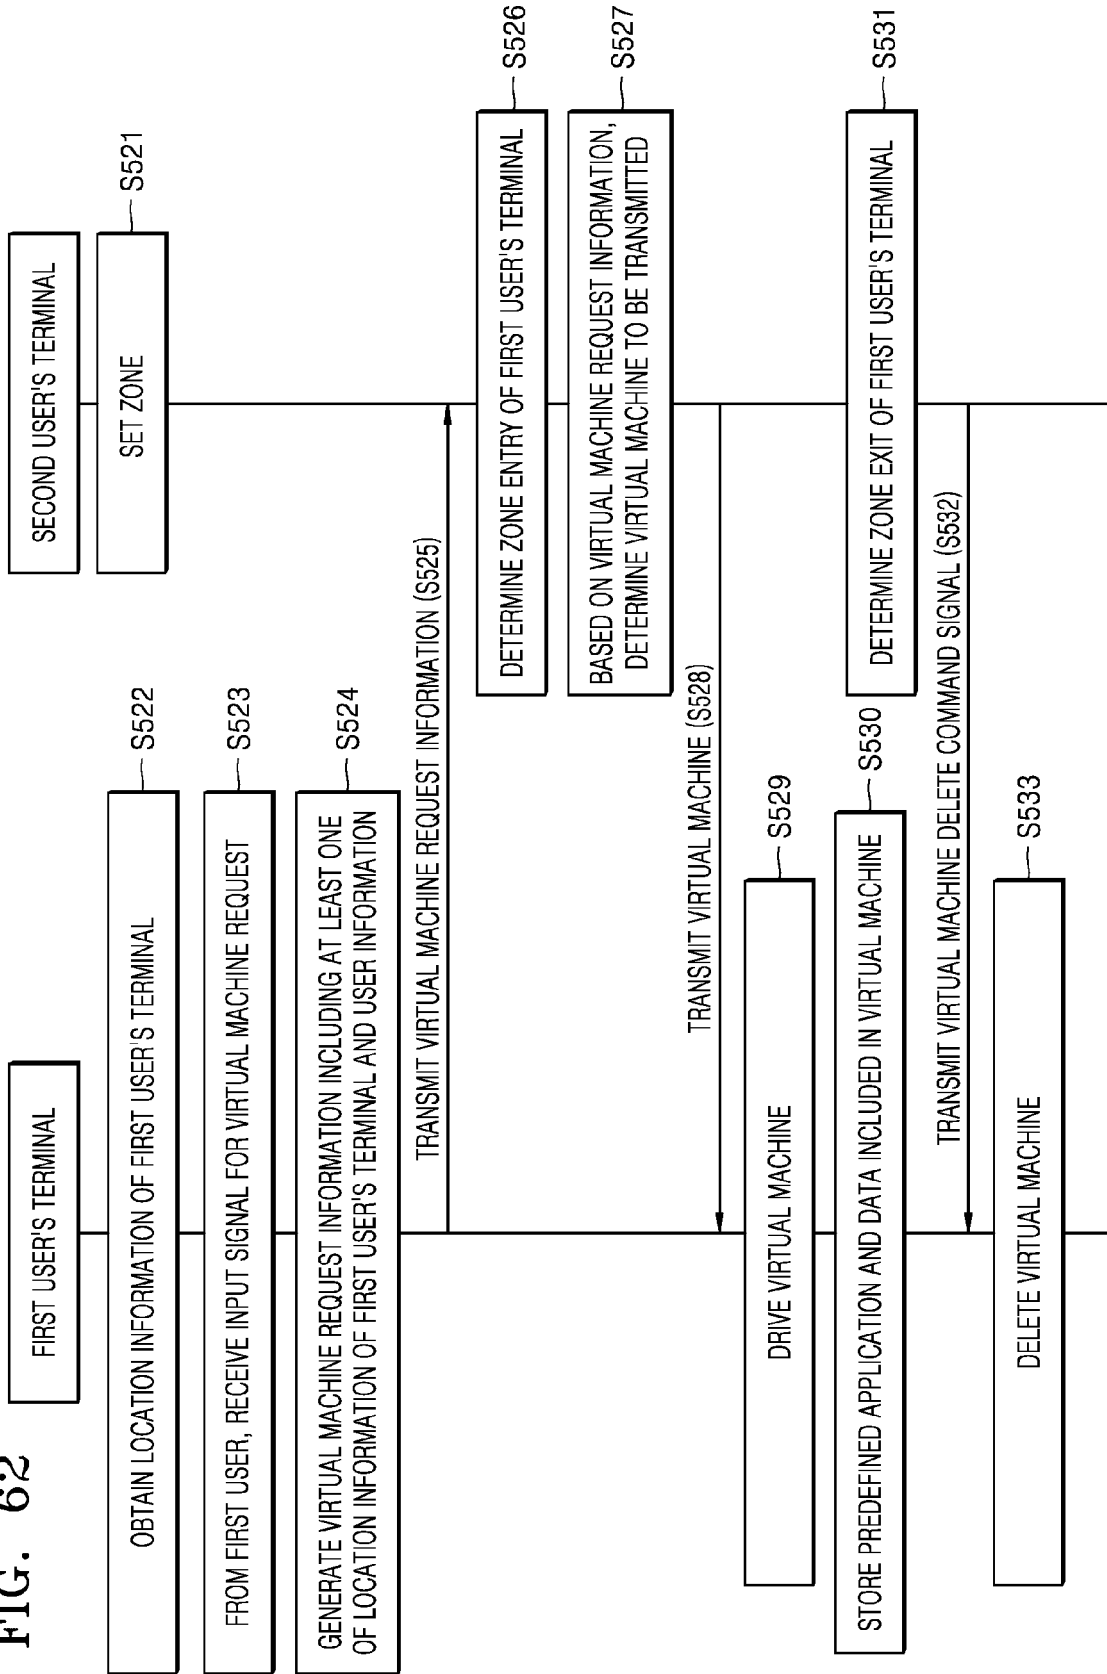 FIG. 62
FIRST USER'S TERMINAL
SECOND USER'S TERMINAL
SET ZONE
S521
OBTAIN LOCATION INFORMATION OF FIRST USER'S TERMINAL
S522
FROM FIRST USER, RECEIVE INPUT SIGNAL FOR VIRTUAL MACHINE REQUEST
S523
GENERATE VIRTUAL MACHINE REQUEST INFORMATION INCLUDING AT LEAST ONE
OF LOCATION INFORMATION OF FIRST USER'S TERMINAL AND USER INFORMATION
S524
TRANSMIT VIRTUAL MACHINE REQUEST INFORMATION (S525)
DETERMINE ZONE ENTRY OF FIRST USER'S TERMINAL
S526
BASED ON VIRTUAL MACHINE REQUEST INFORMATION,
DETERMINE VIRTUAL MACHINE TO BE TRANSMITTED
S527
TRANSMIT VIRTUAL MACHINE (S528)
DRIVE VIRTUAL MACHINE
S529
STORE PREDEFINED APPLICATION AND DATA INCLUDED IN VIRTUAL MACHINE
S530
DETERMINE ZONE EXIT OF FIRST USER'S TERMINAL
S531
TRANSMIT VIRTUAL MACHINE DELETE COMMAND SIGNAL (S532)
DELETE VIRTUAL MACHINE
S533